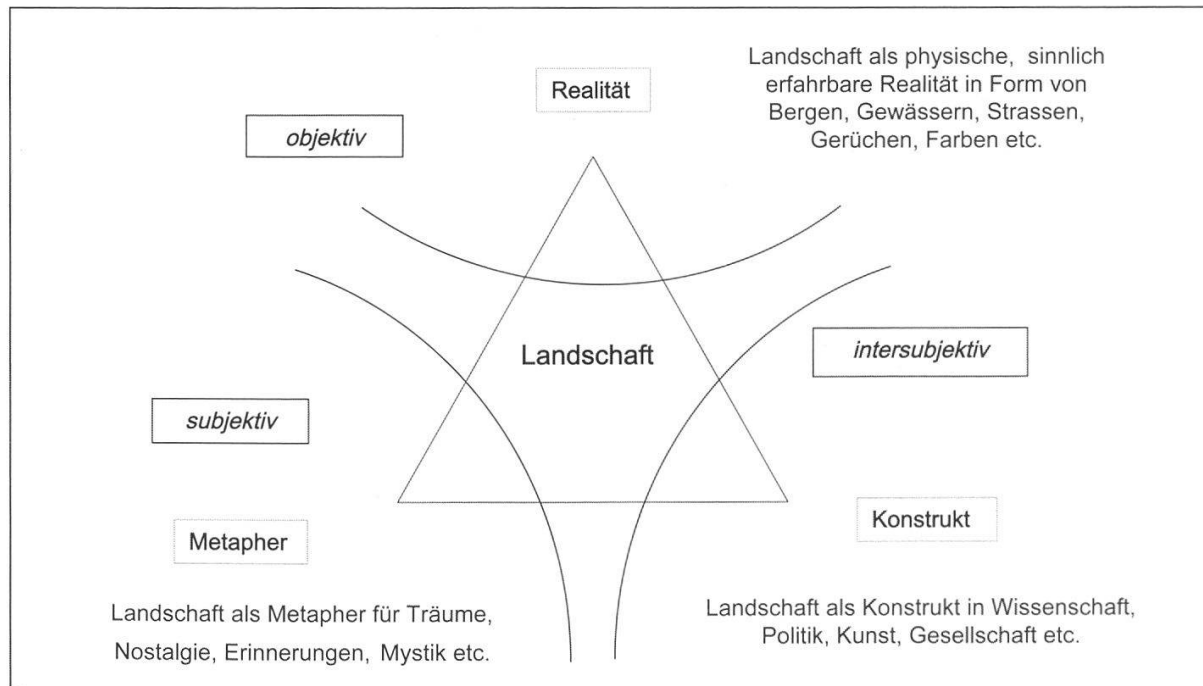 Realität
Landschaft als physische, sinnlich
erfahrbare Realität in Form von
Bergen, Gewässern, Strassen,
Gerüchen, Farben etc.
objektiv
Landschaft
intersubjektiv
subjektiv
Metapher
Konstrukt
Landschaft als Metapher für Träume,
Nostalgie, Erinnerungen, Mystik etc.
Landschaft als Konstrukt in Wissenschaft,
Politik, Kunst, Gesellschaft etc.